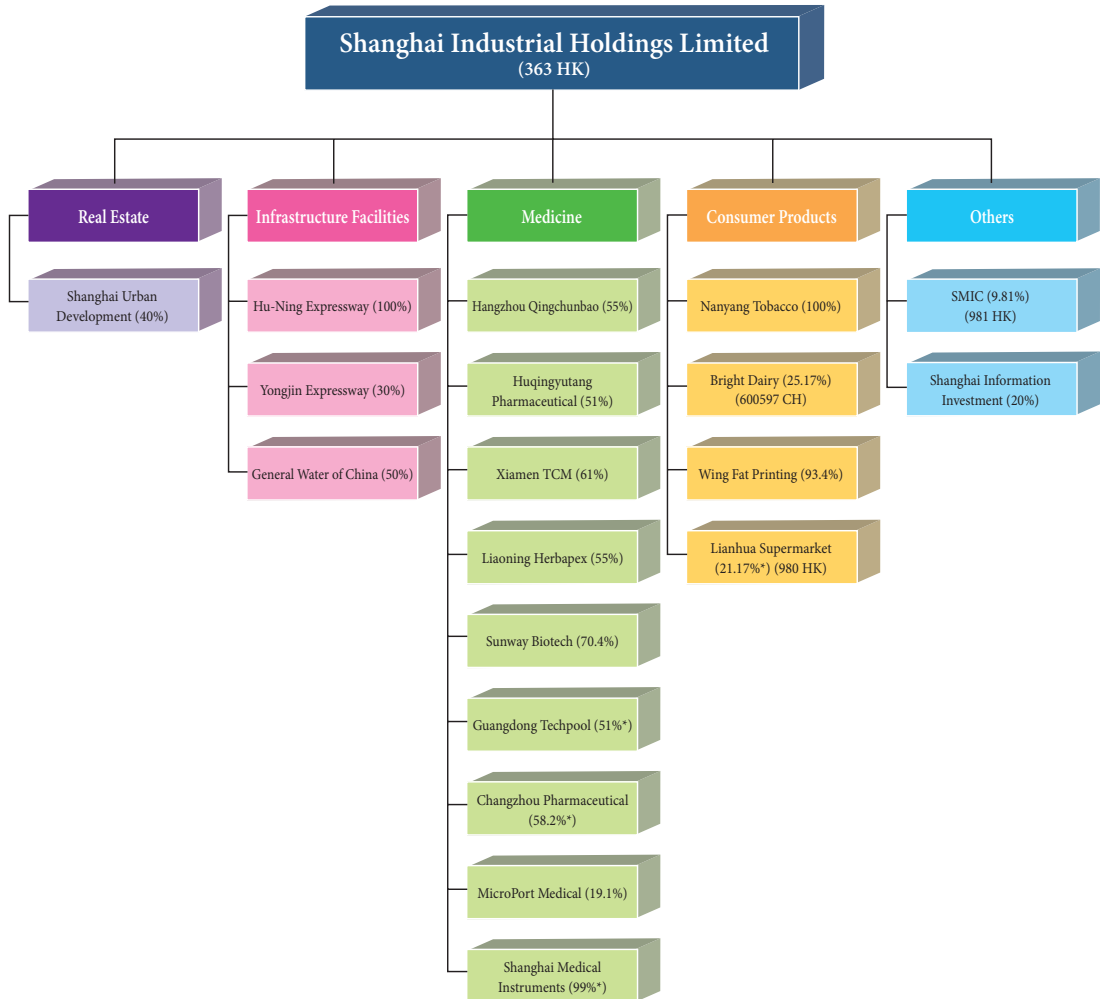 Shanghai Industrial Holdings Limited
(363 HK)
Real Estate
Shanghai Urban
Development (40%)
Infrastructure Facilities
Hu-Ning Expressway (100%)
Yongjin Expressway (30%)
General Water of China (50%)
Medicine
Hangzhou Qingchunbao (55%)
Huqingyutang
Pharmaceutical (51%)
Xiamen TCM (61%)
Liaoning Herbapex (55%)
Sunway Biotech (70.4%)
Guangdong Techpool (51%*)
Changzhou Pharmaceutical
(58.2%*)
MicroPort Medical (19.1%)
Shanghai Medical
Instruments (99%*)
Consumer Products
Nanyang Tobacco (100%)
Bright Dairy (25.17%)
(600597 CH)
Wing Fat Printing (93.4%)
Lianhua Supermarket
(21.17%*) (980 HK)
Others
SMIC (9.81%)
(981 HK)
Shanghai Information
Investment (20%)